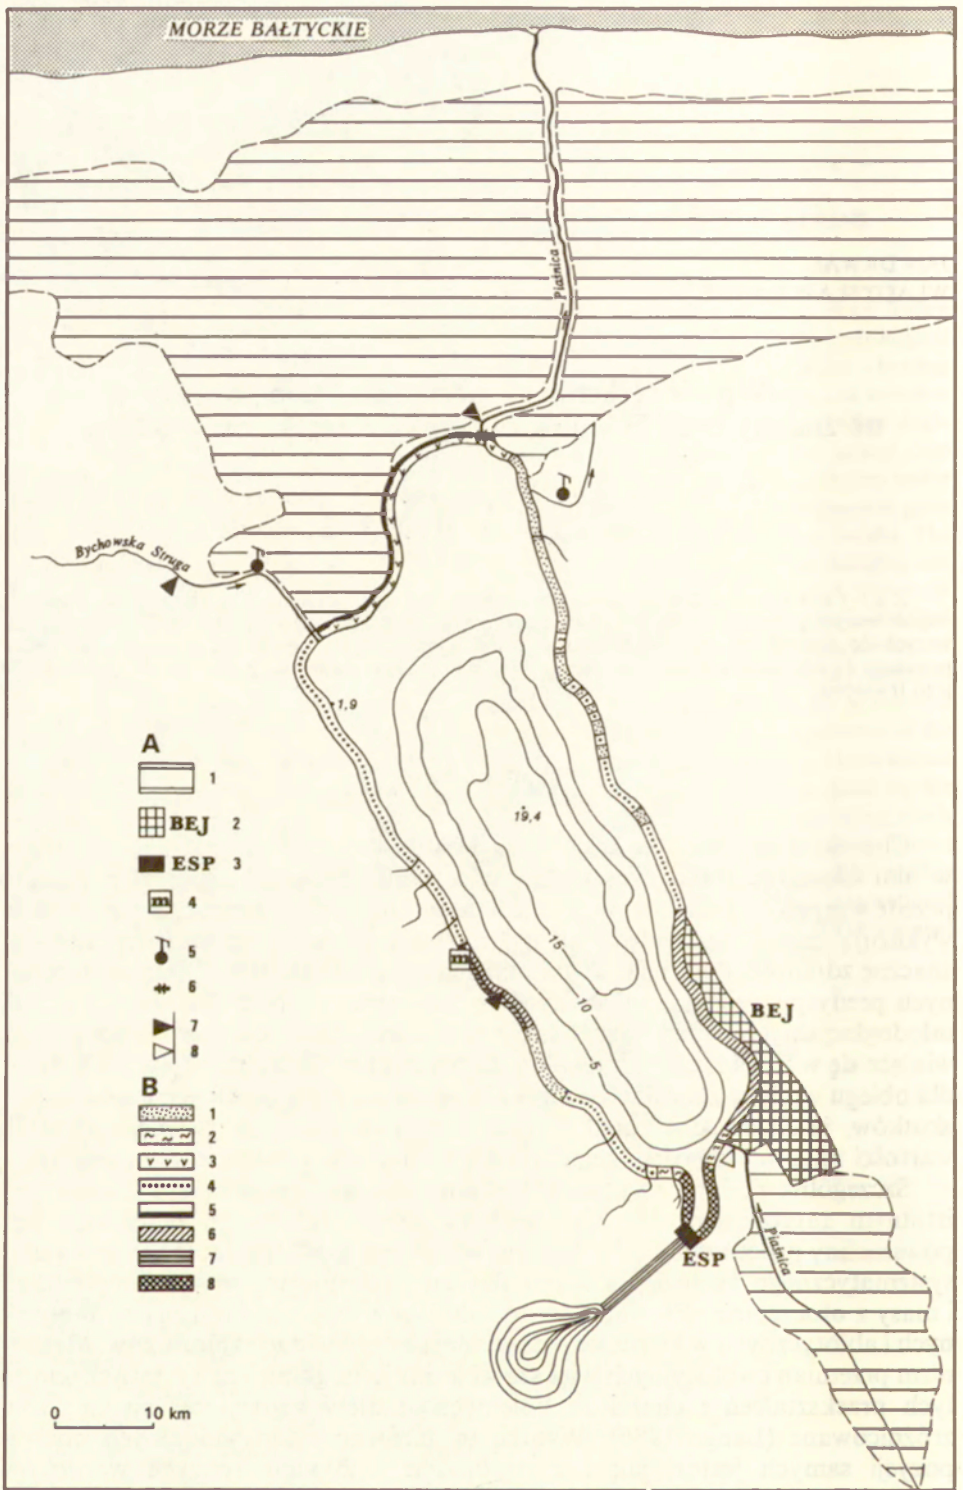 MORZE BAŁTYCKIE
Piaśnica
Bychowska Struga
1,9
19,4
15
10
5
BEJ
ESP
Piaśnica
A
1
BEJ 2
ESP 3
m 4
5
6
7
8
B
1
2
3
4
5
6
7
8
m
0 10 km